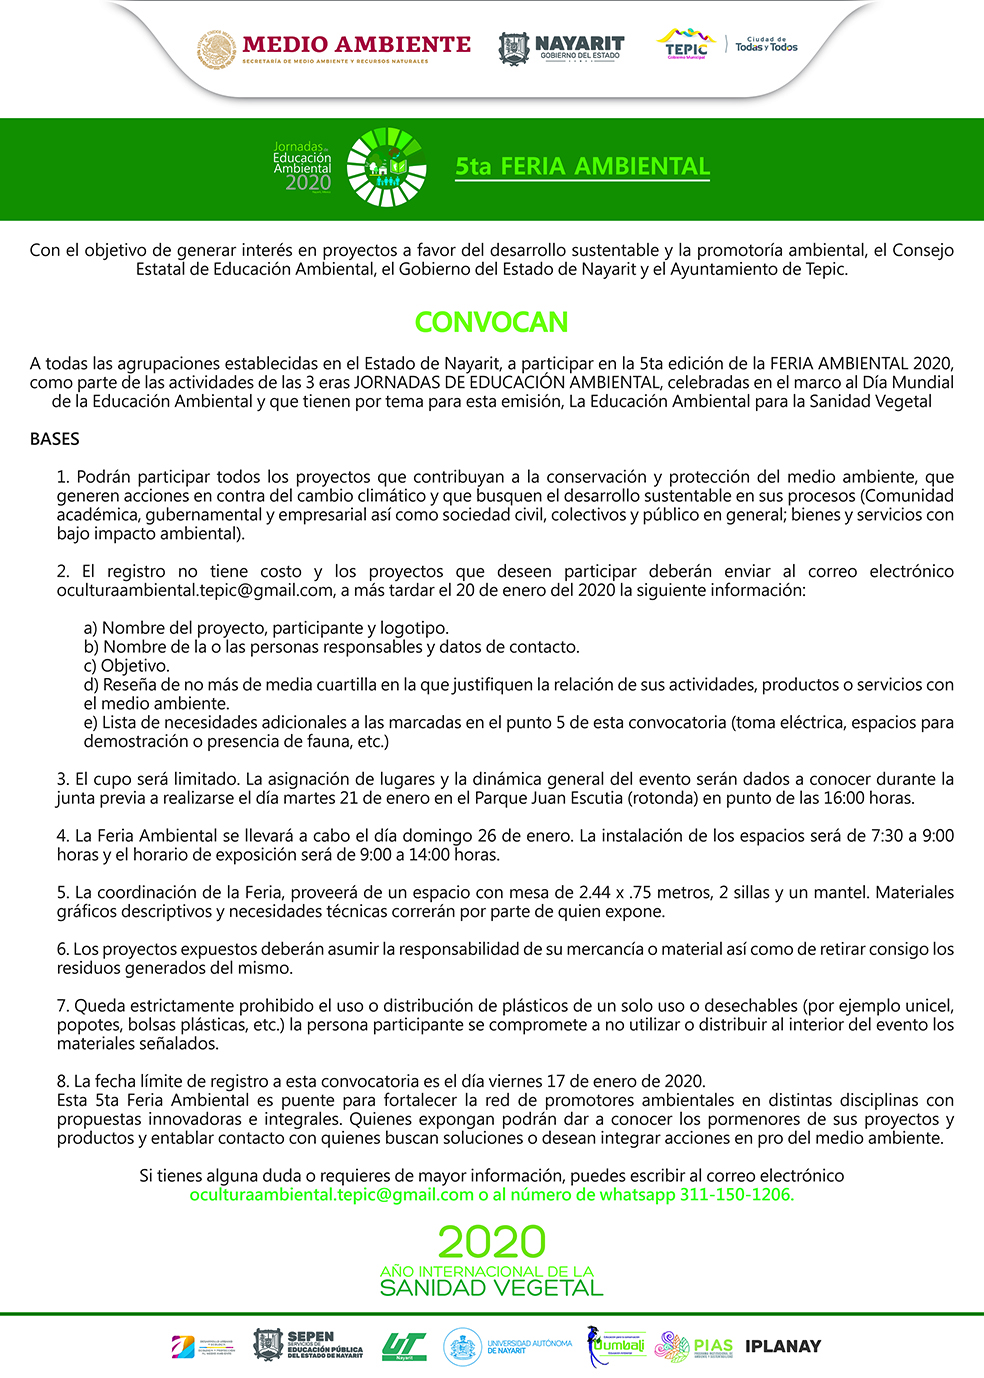 MEDIO AMBIENTE
SECRETARÍA DE MEDIO AMBIENTE Y RECURSOS NATURALES
NAYARIT
GOBIERNO DEL ESTADO
TEPIC
Gobierno Municipal
Ciudad de
Todas y Todos
Jornadas de
Educación
Ambiental
2020
5ta FERIA AMBIENTAL
Con el objetivo de generar interés en proyectos a favor del desarrollo sustentable y la promotoría ambiental, el Consejo
Estatal de Educación Ambiental, el Gobierno del Estado de Nayarit y el Ayuntamiento de Tepic.
CONVOCAN
A todas las agrupaciones establecidas en el Estado de Nayarit, a participar en la 5ta edición de la FERIA AMBIENTAL 2020,
como parte de las actividades de las 3 eras JORNADAS DE EDUCACIÓN AMBIENTAL, celebradas en el marco al Día Mundial
de la Educación Ambiental y que tienen por tema para esta emisión, La Educación Ambiental para la Sanidad Vegetal
BASES
1. Podrán participar todos los proyectos que contribuyan a la conservación y protección del medio ambiente, que
generen acciones en contra del cambio climático y que busquen el desarrollo sustentable en sus procesos (Comunidad
académica, gubernamental y empresarial así como sociedad civil, colectivos y público en general; bienes y servicios con
bajo impacto ambiental).
2. El registro no tiene costo y los proyectos que deseen participar deberán enviar al correo electrónico
oculturaambiental.tepic@gmail.com, a más tardar el 20 de enero del 2020 la siguiente información:
a) Nombre del proyecto, participante y logotipo.
b) Nombre de la o las personas responsables y datos de contacto.
c) Objetivo.
d) Reseña de no más de media cuartilla en la que justifiquen la relación de sus actividades, productos o servicios con
el medio ambiente.
e) Lista de necesidades adicionales a las marcadas en el punto 5 de esta convocatoria (toma eléctrica, espacios para
demostración o presencia de fauna, etc.)
3. El cupo será limitado. La asignación de lugares y la dinámica general del evento serán dados a conocer durante la
junta previa a realizarse el día martes 21 de enero en el Parque Juan Escutia (rotonda) en punto de las 16:00 horas.
4. La Feria Ambiental se llevará a cabo el día domingo 26 de enero. La instalación de los espacios será de 7:30 a 9:00
horas y el horario de exposición será de 9:00 a 14:00 horas.
5. La coordinación de la Feria, proveerá de un espacio con mesa de 2.44 x .75 metros, 2 sillas y un mantel. Materiales
gráficos descriptivos y necesidades técnicas correrán por parte de quien expone.
6. Los proyectos expuestos deberán asumir la responsabilidad de su mercancía o material así como de retirar consigo los
residuos generados del mismo.
7. Queda estrictamente prohibido el uso o distribución de plásticos de un solo uso o desechables (por ejemplo unicel,
popotes, bolsas plásticas, etc.) la persona participante se compromete a no utilizar o distribuir al interior del evento los
materiales señalados.
8. La fecha límite de registro a esta convocatoria es el día viernes 17 de enero de 2020.
Esta 5ta Feria Ambiental es puente para fortalecer la red de promotores ambientales en distintas disciplinas con
propuestas innovadoras e integrales. Quienes expongan podrán dar a conocer los pormenores de sus proyectos y
productos y entablar contacto con quienes buscan soluciones o desean integrar acciones en pro del medio ambiente.
Si tienes alguna duda o requieres de mayor información, puedes escribir al correo electrónico
oculturaambiental.tepic@gmail.com o al número de whatsapp 311-150-1206.
2020
AÑO INTERNACIONAL DE LA
SANIDAD VEGETAL
SEPEN
SERVICIOS DE
EDUCACIÓN PÚBLICA
DEL ESTADO DE NAYARIT
UT
Nayarit
UNIVERSIDAD AUTÓNOMA
DE NAYARIT
PIAS
IPLANAY